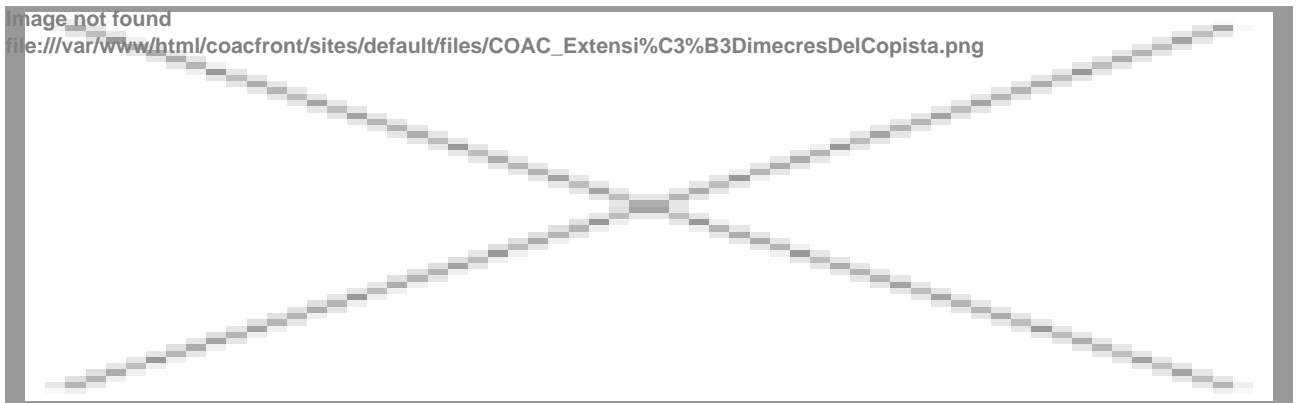 Image not found
file:///var/www/html/coacfront/sites/default/files/COAC_Extensi%C3%B3DimecresDelCopista.png